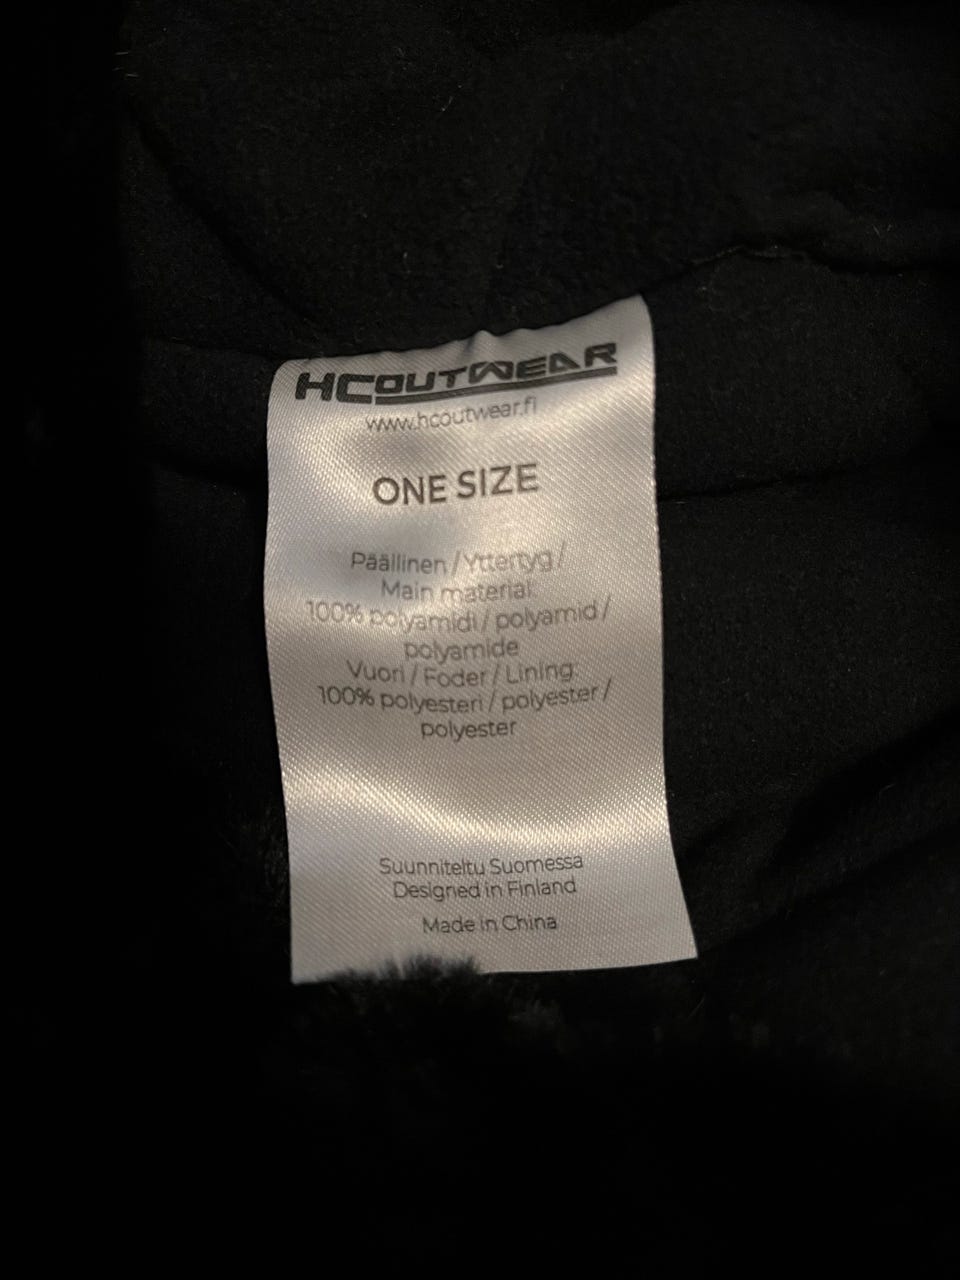 HCOUTWEAR
www.hcoutwear.fi
ONE SIZE
Päällinen / Yttertyg /
Main material:
100% polyamidi / polyamid /
polyamide
Vuori / Foder / Lining:
100% polyesteri / polyester /
polyester
Suunniteltu Suomessa
Designed in Finland
Made in China